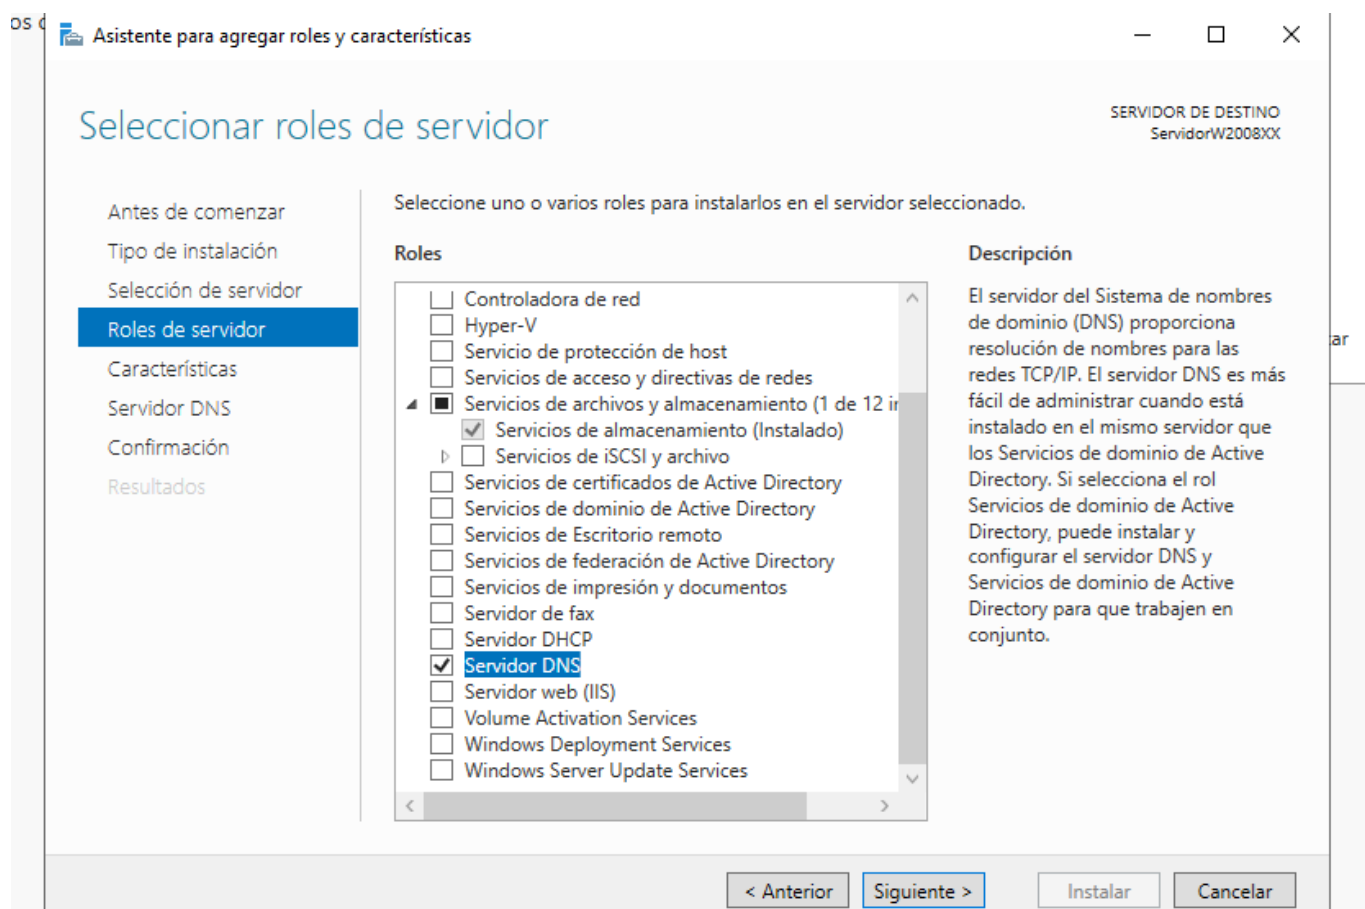 os
Asistente para agregar roles y características
Seleccionar roles de servidor
SERVIDOR DE DESTINO
ServidorW2008XX
Antes de comenzar
Tipo de instalación
Selección de servidor
Roles de servidor
Características
Servidor DNS
Confirmación
Resultados
Seleccione uno o varios roles para instalarlos en el servidor seleccionado.
Roles
Controladora de red
Hyper-V
Servicio de protección de host
Servicios de acceso y directivas de redes
Servicios de archivos y almacenamiento (1 de 12 in
Servicios de almacenamiento (Instalado)
Servicios de iSCSI y archivo
Servicios de certificados de Active Directory
Servicios de dominio de Active Directory
Servicios de Escritorio remoto
Servicios de federación de Active Directory
Servicios de impresión y documentos
Servidor de fax
Servidor DHCP
Servidor DNS
Servidor web (IIS)
Volume Activation Services
Windows Deployment Services
Windows Server Update Services
Descripción
El servidor del Sistema de nombres
de dominio (DNS) proporciona
resolución de nombres para las
redes TCP/IP. El servidor DNS es más
fácil de administrar cuando está
instalado en el mismo servidor que
los Servicios de dominio de Active
Directory. Si selecciona el rol
Servicios de dominio de Active
Directory, puede instalar y
configurar el servidor DNS y
Servicios de dominio de Active
Directory para que trabajen en
conjunto.
ar
< Anterior
Siguiente >
Instalar
Cancelar